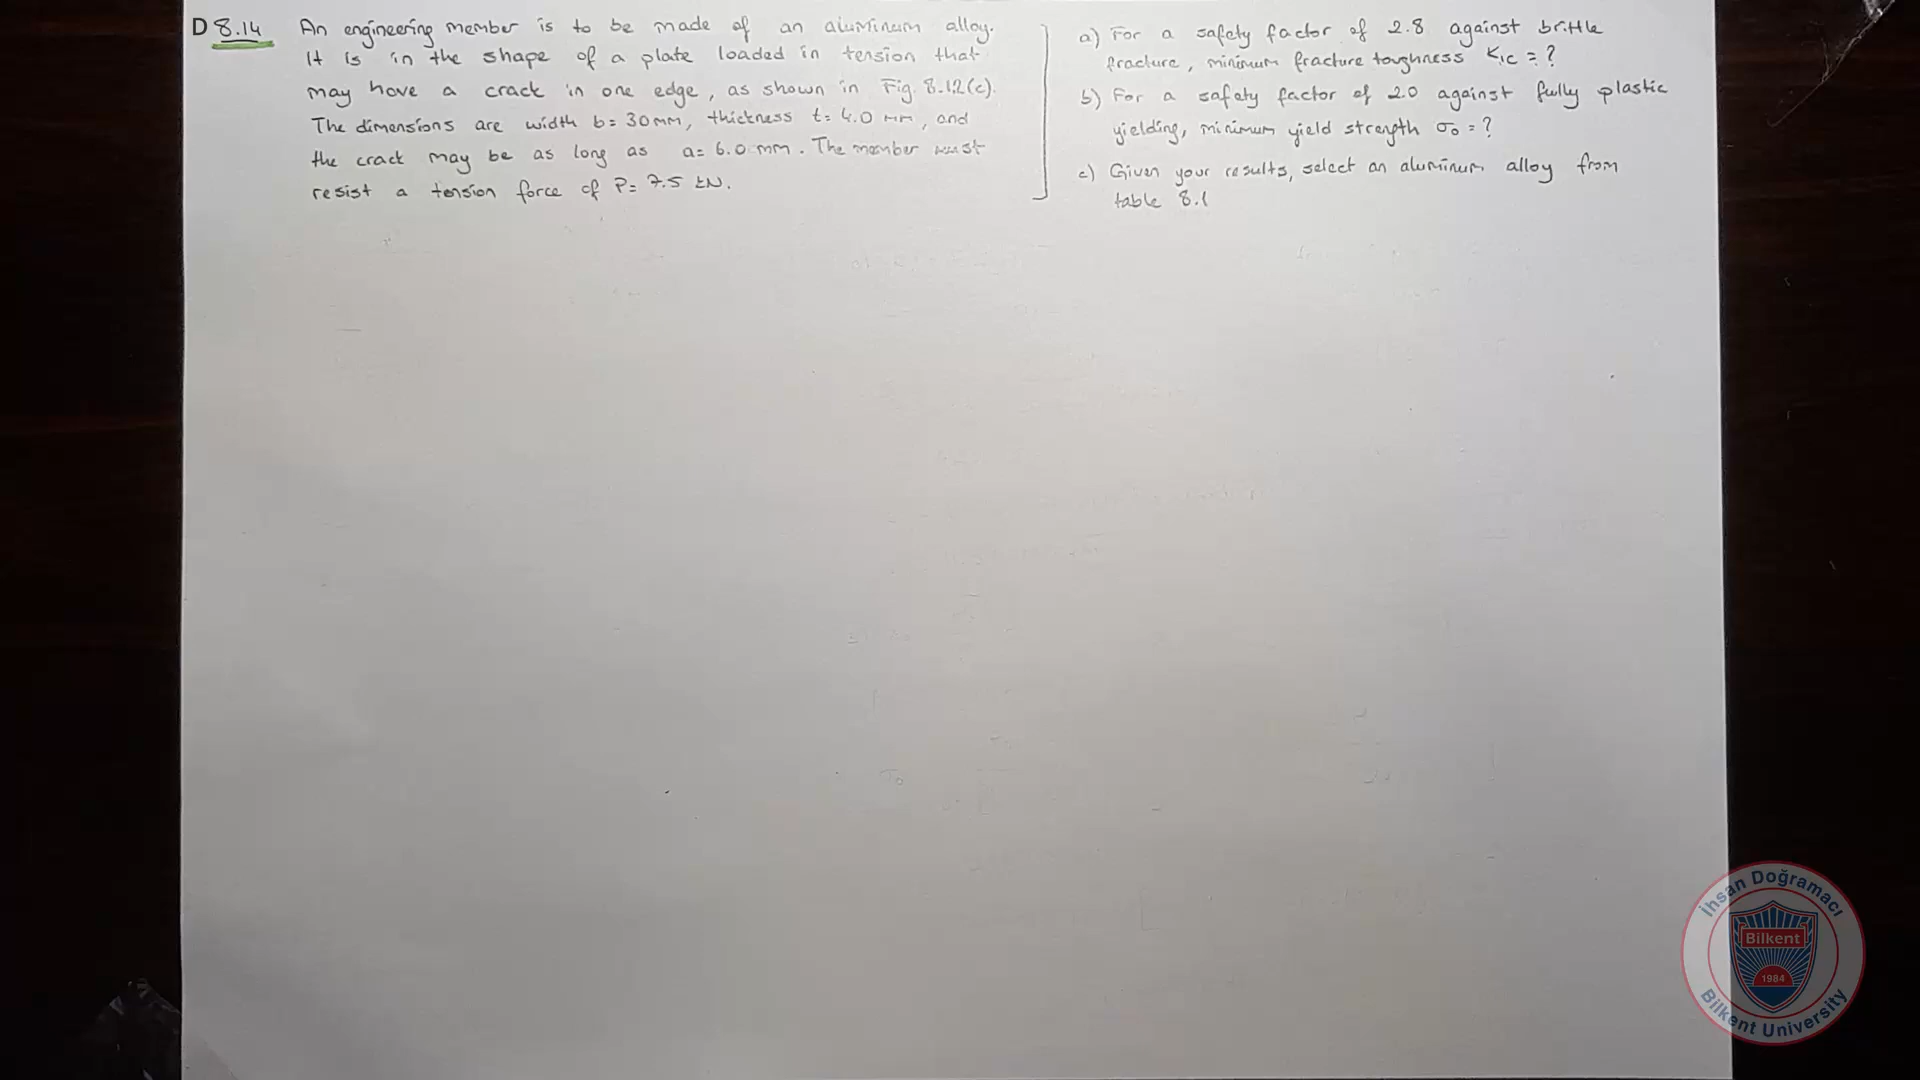 D 8.14 An engineering member is to be made of an aluminum alloy.
It is in the shape of a plate loaded in tension that
may have a crack in one edge, as shown in Fig. 8.12(c).
The dimensions are width b= 30mm, thickness t= 4.0 mm, and
the crack may be as long as a= 6.0 mm. The member must
resist a tension force of P= 7.5 kN.
a) For a safety factor of 2.8 against brittle
fracture, minimum fracture toughness KIC = ?
b) For a safety factor of 2.0 against fully plastic
yielding, minimum yield strength σo = ?
c) Given your results, select an aluminum alloy from
table 8.1
İhsan Doğramacı
Bilkent
1984
Bilkent University